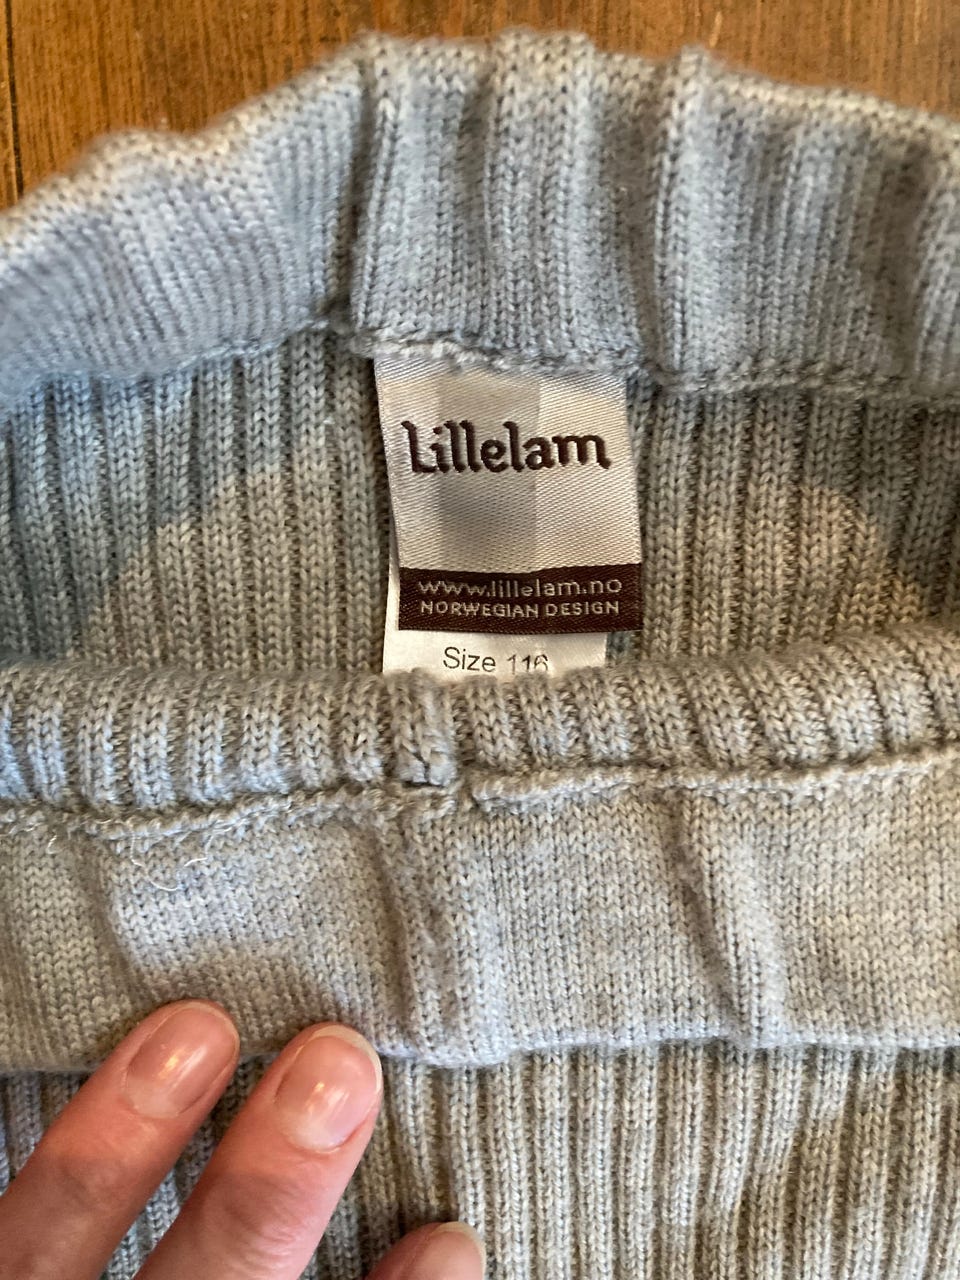 Lillelam
www.lillelam.no
NORWEGIAN DESIGN
Size 116